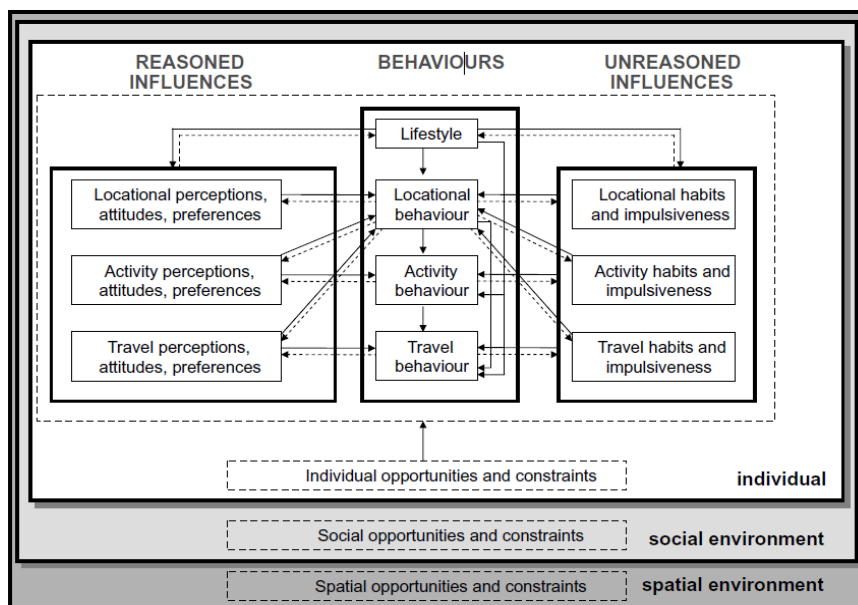 REASONED
INFLUENCES
BEHAVIOURS
UNREASONED
INFLUENCES
Lifestyle
Locational perceptions,
attitudes, preferences
Locational
behaviour
Locational habits
and impulsiveness
Activity perceptions,
attitudes, preferences
Activity
behaviour
Activity habits and
impulsiveness
Travel perceptions,
attitudes, preferences
Travel
behaviour
Travel habits and
impulsiveness
Individual opportunities and constraints
individual
Social opportunities and constraints
social environment
Spatial opportunities and constraints
spatial environment